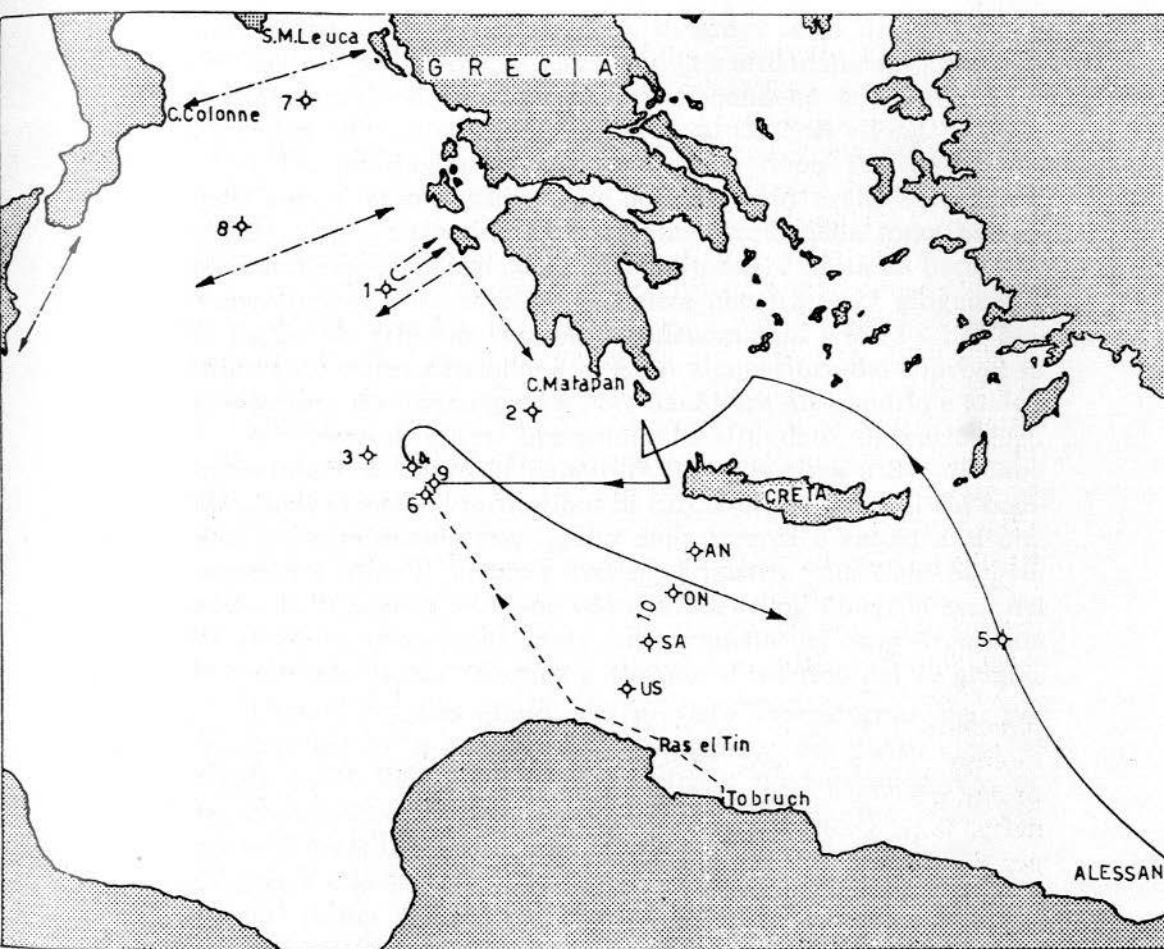 S.M.Leuca
GRECIA
7
C.Colonne
8
1
C.Matapan
2
3
4
9
6
CRETA
AN
ON
SA
5
US
Ras el Tin
Tobruch
ALESSAN